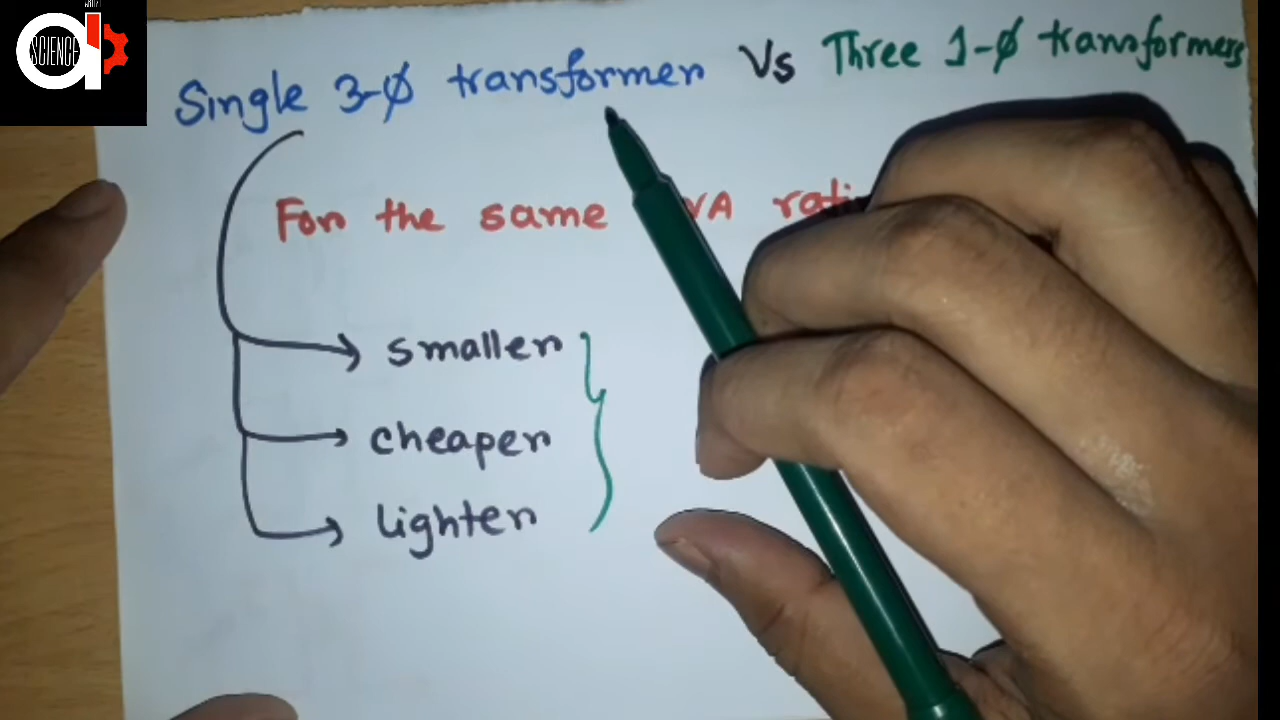 SCIENCE
Single 3-Ø transformer Vs Three 1-Ø transformers
For the same
smaller
cheaper
lighter